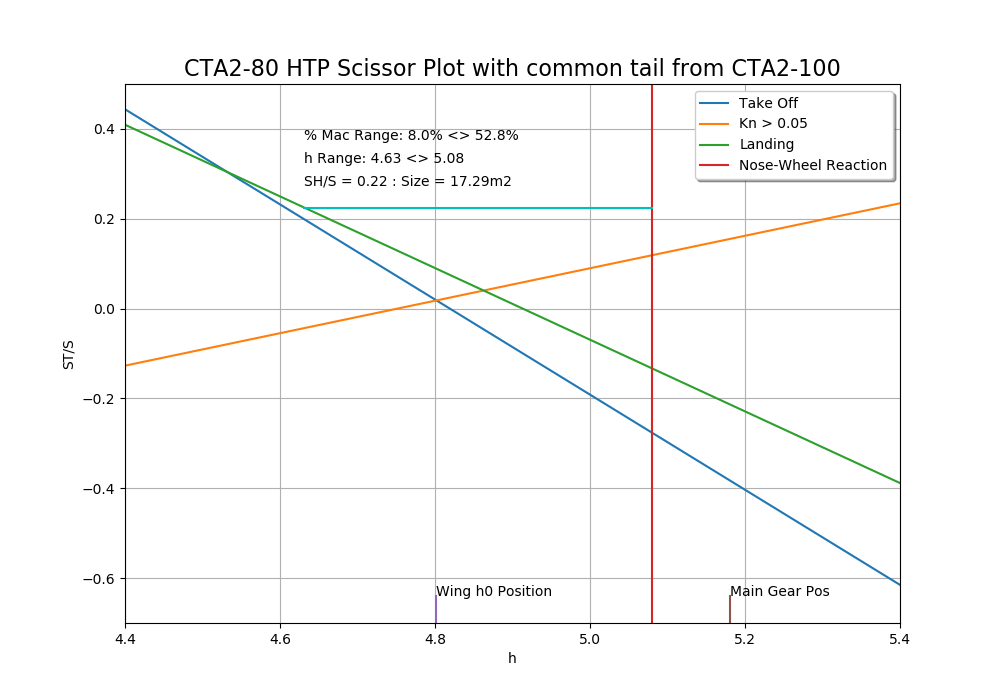 CTA2-80 HTP Scissor Plot with common tail from CTA2-100
Take Off
Kn > 0.05
Landing
Nose-Wheel Reaction
% Mac Range: 8.0% <> 52.8%
h Range: 4.63 <> 5.08
SH/S = 0.22 : Size = 17.29m2
0.4
0.2
0.0
−0.2
−0.4
−0.6
ST/S
Wing h0 Position
Main Gear Pos
4.4 4.6 4.8 5.0 5.2 5.4
h